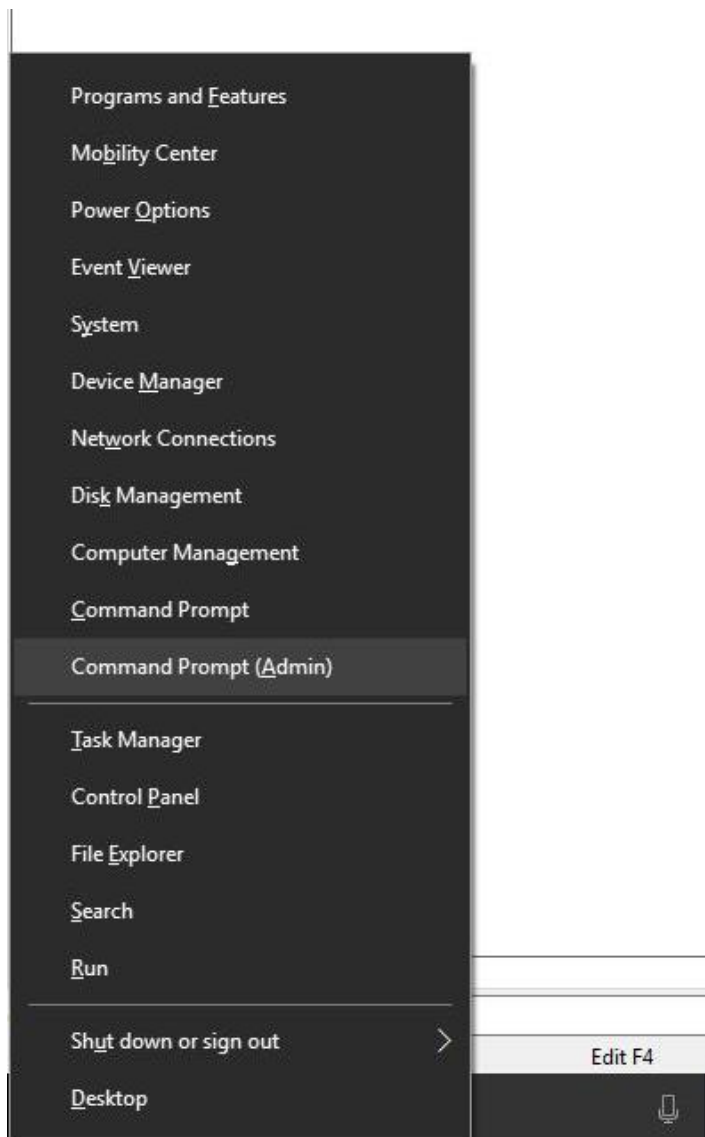 Programs and Features
Mobility Center
Power Options
Event Viewer
System
Device Manager
Network Connections
Disk Management
Computer Management
Command Prompt
Command Prompt (Admin)
Task Manager
Control Panel
File Explorer
Search
Run
Shut down or sign out
Edit F4
Desktop